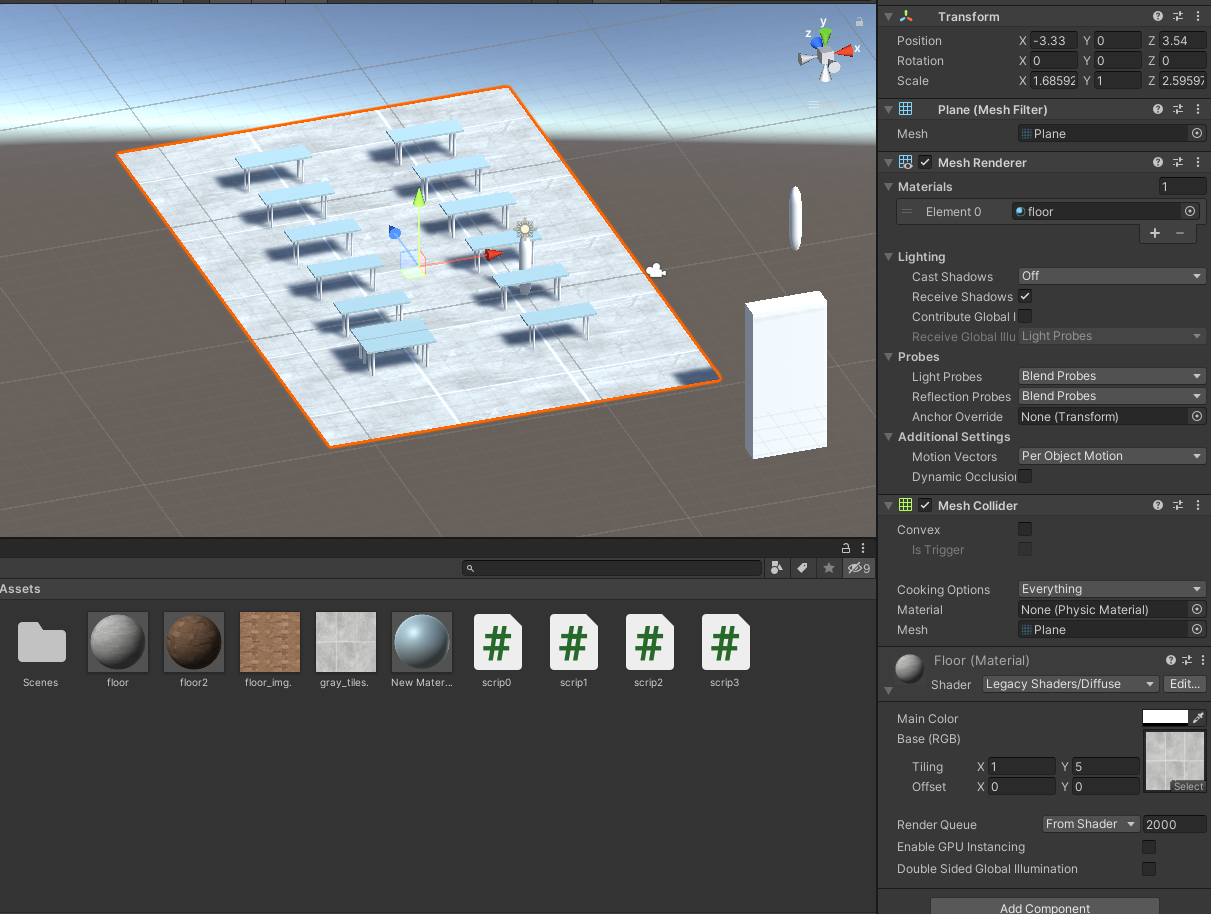 y
z
x
Transform
Position X -3.33 Y 0 Z 3.54
Rotation X 0 Y 0 Z 0
Scale X 1.68592 Y 1 Z 2.59597
Plane (Mesh Filter)
Mesh Plane
Mesh Renderer
Materials 1
Element 0 floor
+ −
Lighting
Cast Shadows Off
Receive Shadows
Contribute Global I
Receive Global Illu Light Probes
Probes
Light Probes Blend Probes
Reflection Probes Blend Probes
Anchor Override None (Transform)
Additional Settings
Motion Vectors Per Object Motion
Dynamic Occlusion
Mesh Collider
Convex
Is Trigger
Cooking Options Everything
Material None (Physic Material)
Mesh Plane
Floor (Material)
Shader Legacy Shaders/Diffuse Edit...
Main Color
Base (RGB)
Tiling X 1 Y 5
Offset X 0 Y 0
Select
Render Queue From Shader 2000
Enable GPU Instancing
Double Sided Global Illumination
Add Component
9
Assets
Scenes floor floor2 floor_img. gray_tiles. New Mater... scrip0 scrip1 scrip2 scrip3